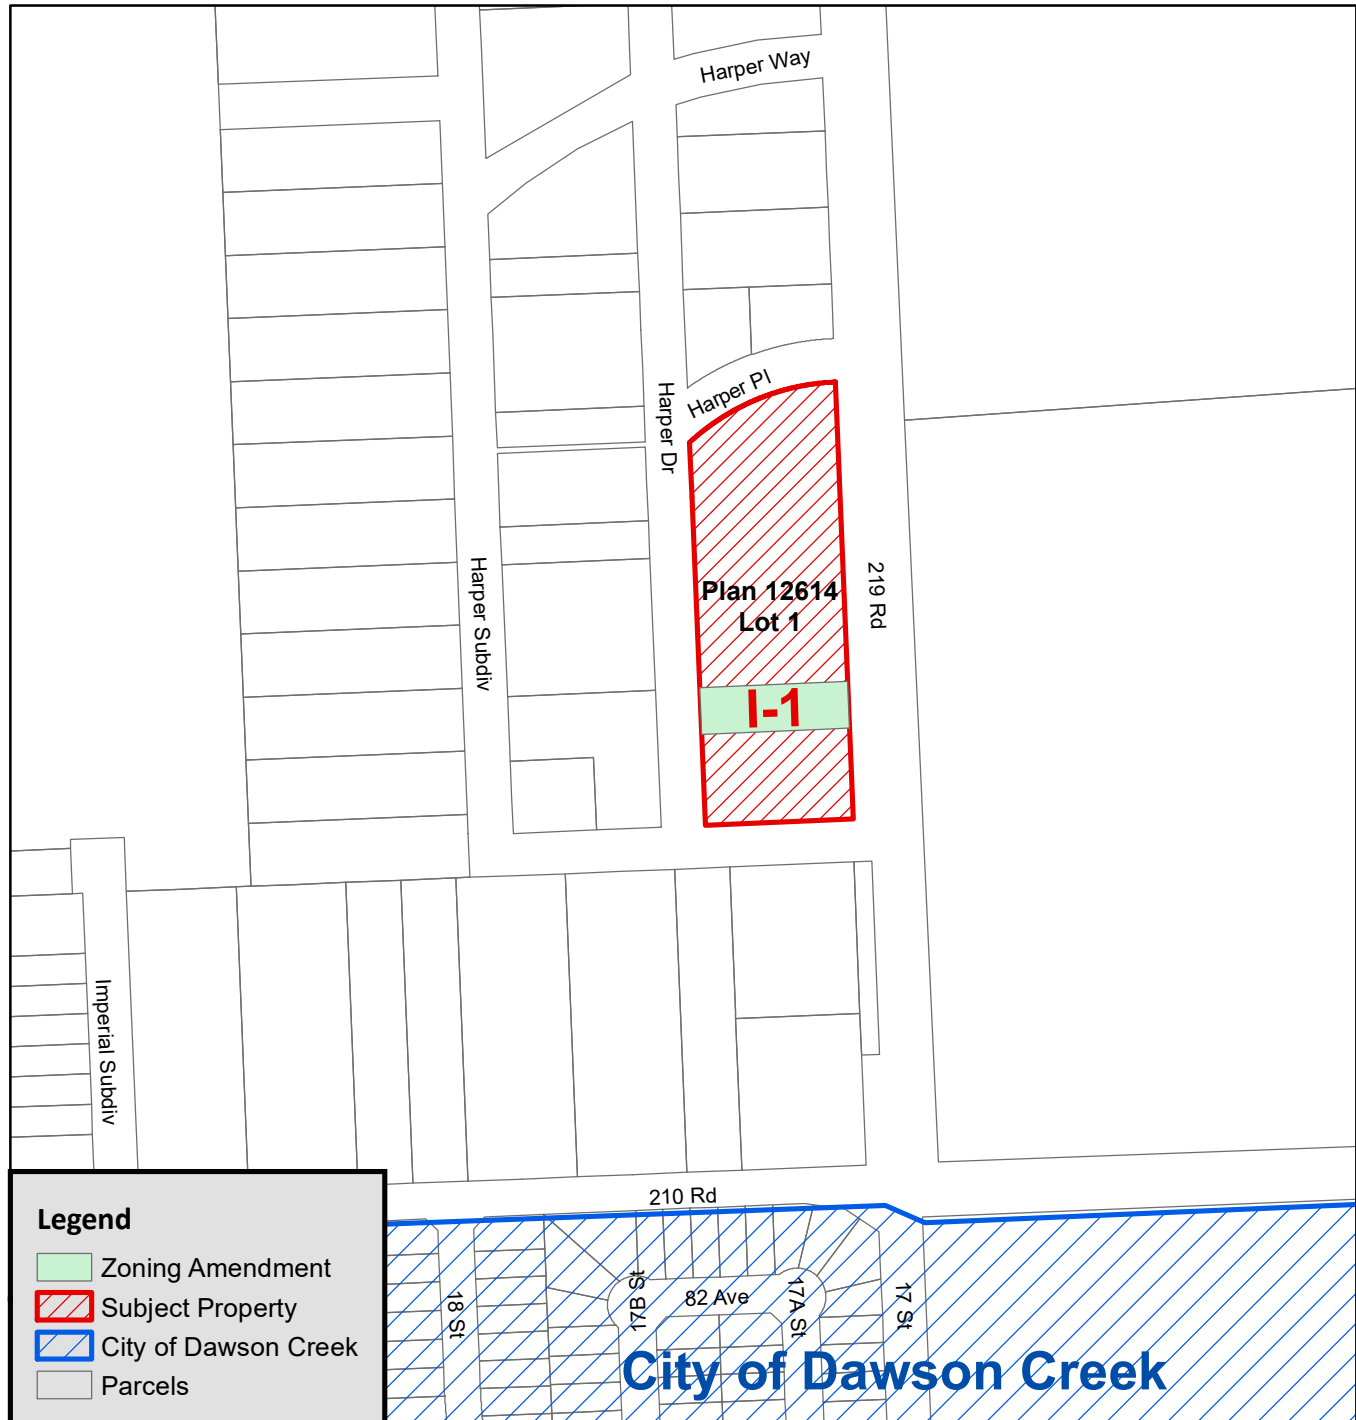 Harper Way
Harper Pl
Harper Dr
219 Rd
Harper Subdiv
Plan 12614
Lot 1
I-1
Imperial Subdiv
210 Rd
18 St
17B St
82 Ave
17A St
17 St
City of Dawson Creek
Legend
Zoning Amendment
Subject Property
City of Dawson Creek
Parcels